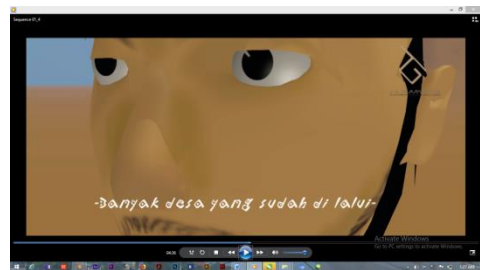 Sequence 01_4
-Banyak desa yang sudah di lalui-
Activate Windows
Go to PC settings to activate Windows.